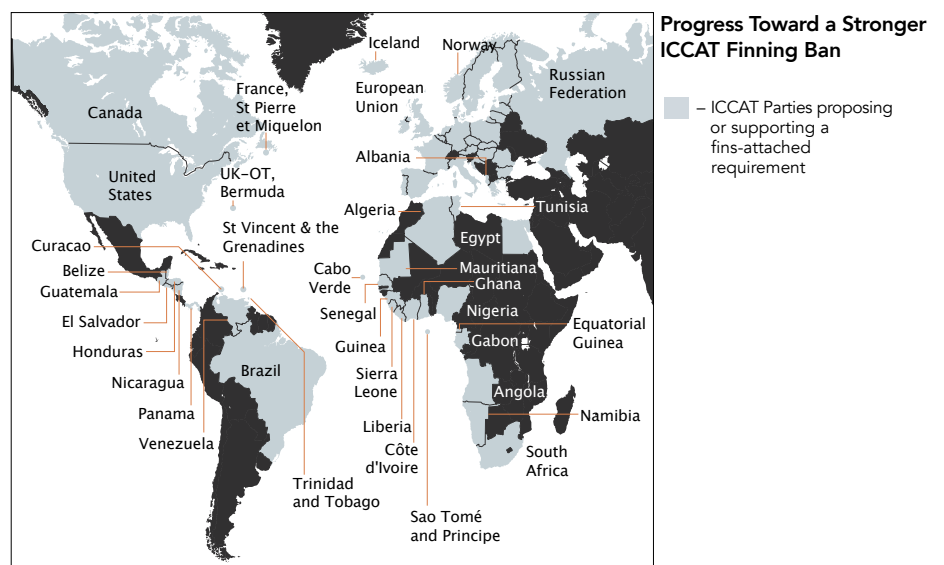 Progress Toward a Stronger
ICCAT Finning Ban
– ICCAT Parties proposing
or supporting a
fins-attached
requirement
Iceland
Norway
Russian
Federation
European
Union
France,
St Pierre
et Miquelon
Canada
United
States
UK-OT,
Bermuda
Albania
Tunisia
Algeria
Egypt
St Vincent & the
Grenadines
Curacao
Belize
Guatemala
El Salvador
Honduras
Nicaragua
Panama
Venezuela
Brazil
Trinidad
and Tobago
Cabo
Verde
Mauritiana
Ghana
Senegal
Nigeria
Equatorial
Guinea
Guinea
Gabon
Sierra
Leone
Angola
Namibia
Liberia
Côte
d'Ivoire
South
Africa
Sao Tomé
and Principe